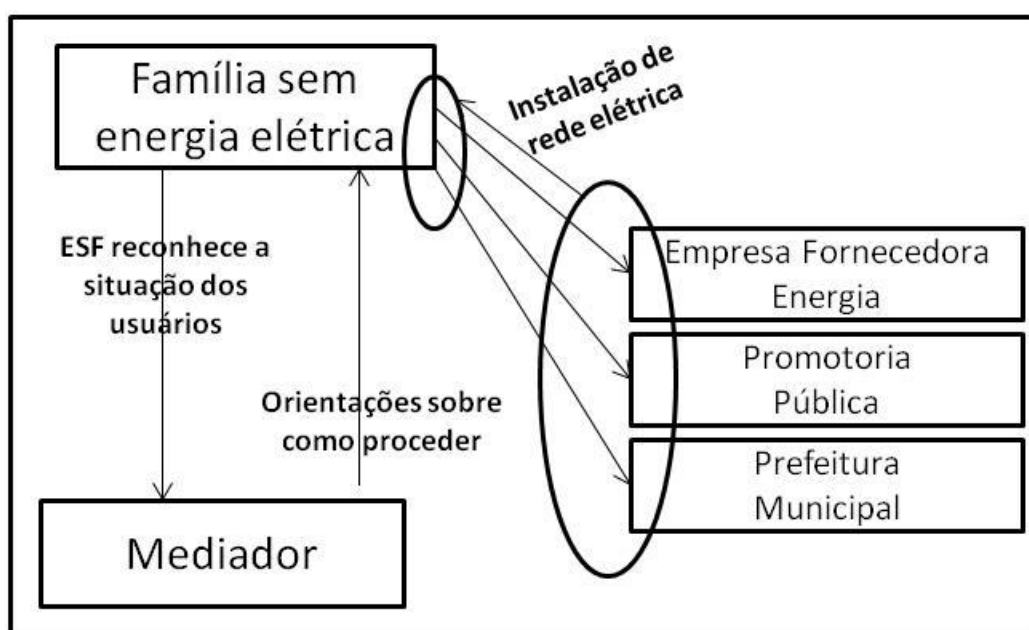 Família sem
energia elétrica
Instalação de
rede elétrica
ESF reconhece a
situação dos
usuários
Orientações sobre
como proceder
Mediador
Empresa Fornecedora
Energia
Promotoria
Pública
Prefeitura
Municipal